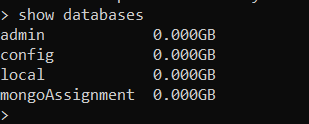 > show databases
admin           0.000GB
config          0.000GB
local           0.000GB
mongoAssignment 0.000GB
>